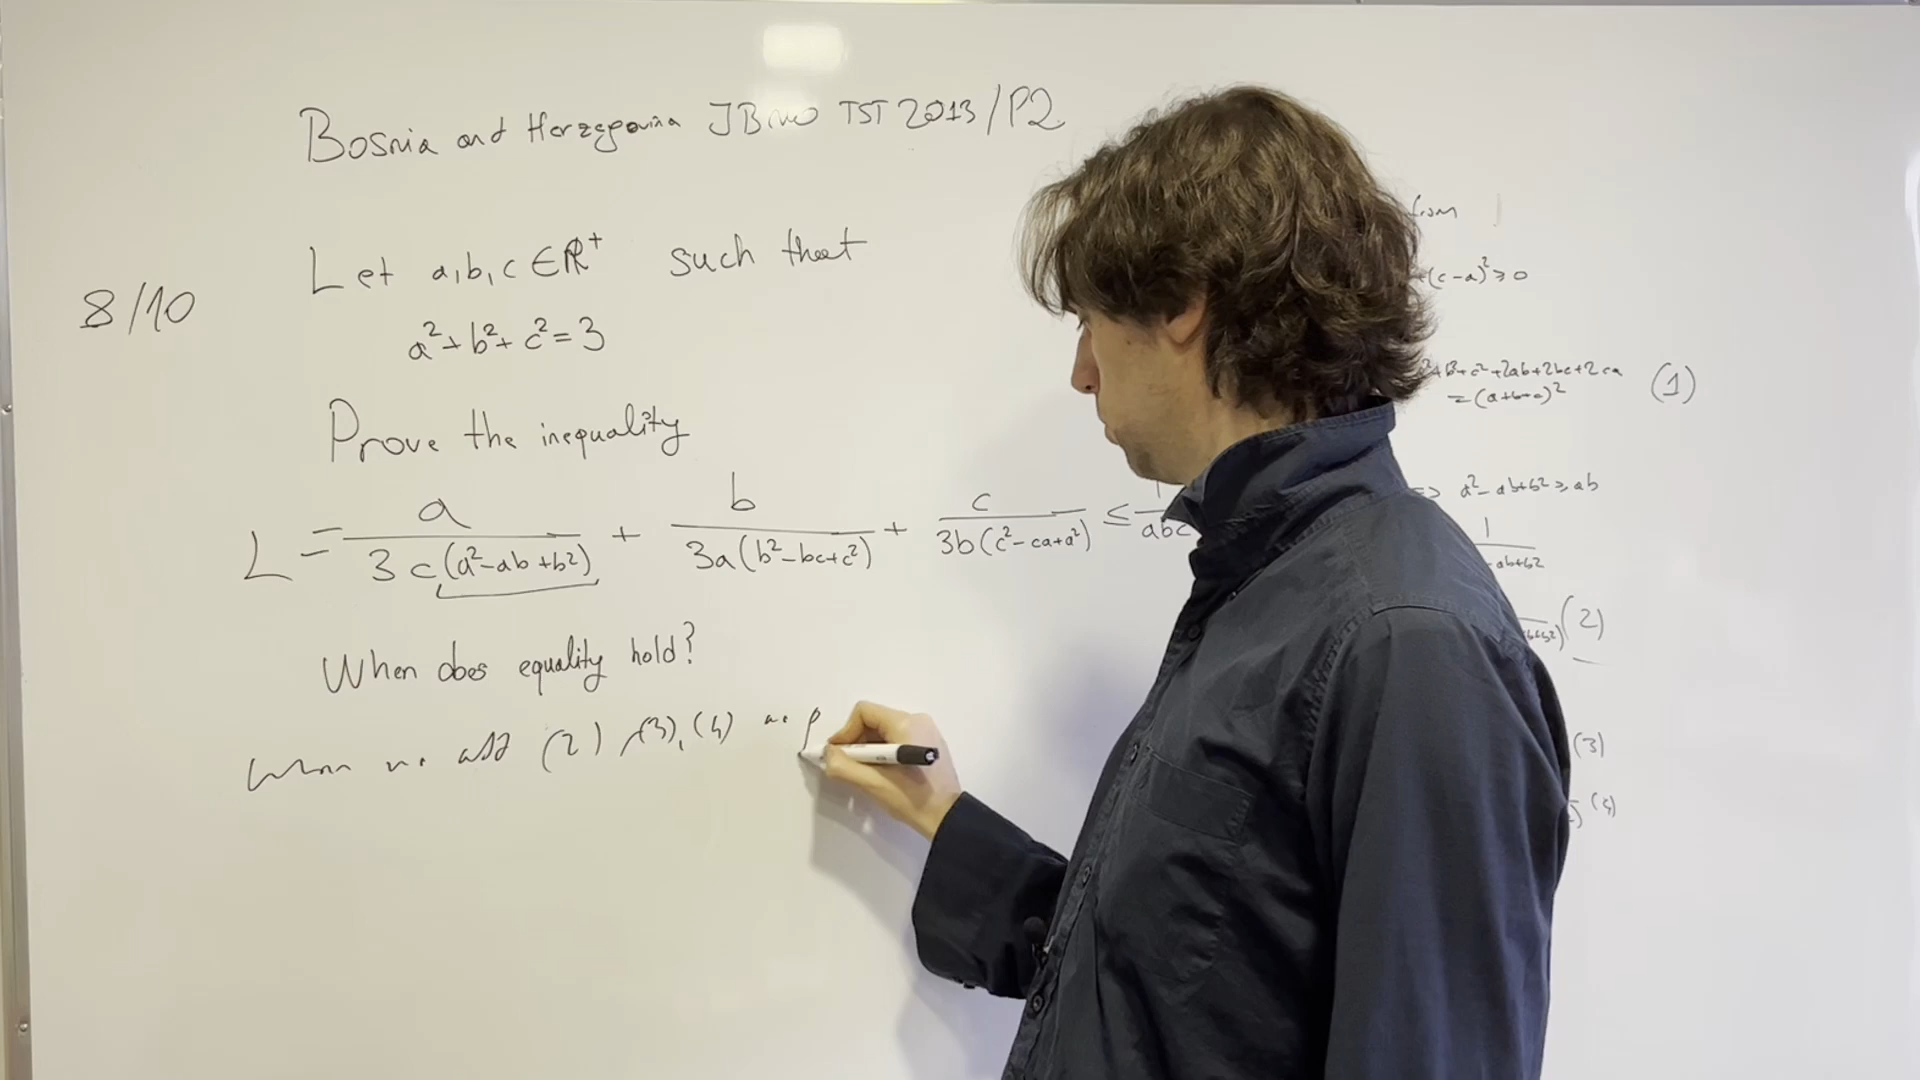 Bosnia and Herzegovina JBMO TST 2013/P2
8/10
Let a,b,c ∈ ℝ⁺ such that
a²+b²+c²=3
Prove the inequality
L = a/(3c(a²-ab+b²)) + b/(3a(b²-bc+c²)) + c/(3b(c²-ca+a²)) ≤ 1/abc
When does equality hold?
When we add (2), (3), (4) we
from
(c-a)²≥0
+c²+2ab+2bc+2ca (1)
=(a+b+c)²
=> a²-ab+b²≥ab
1
-ab+b²
(2)
(3)
(4)